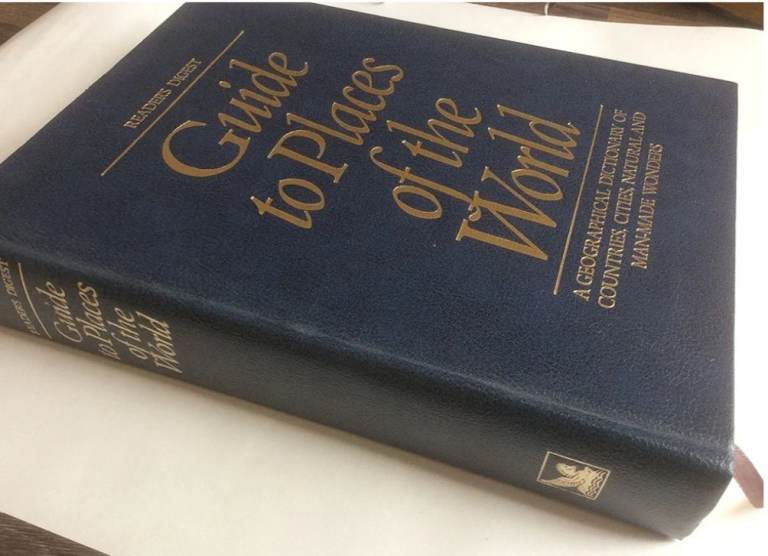 READER'S DIGEST
Guide
to Places
of the
World
A GEOGRAPHICAL DICTIONARY OF
COUNTRIES, CITIES, NATURAL AND
MAN-MADE WONDERS
READER'S DIGEST
Guide
to Places
of the
World